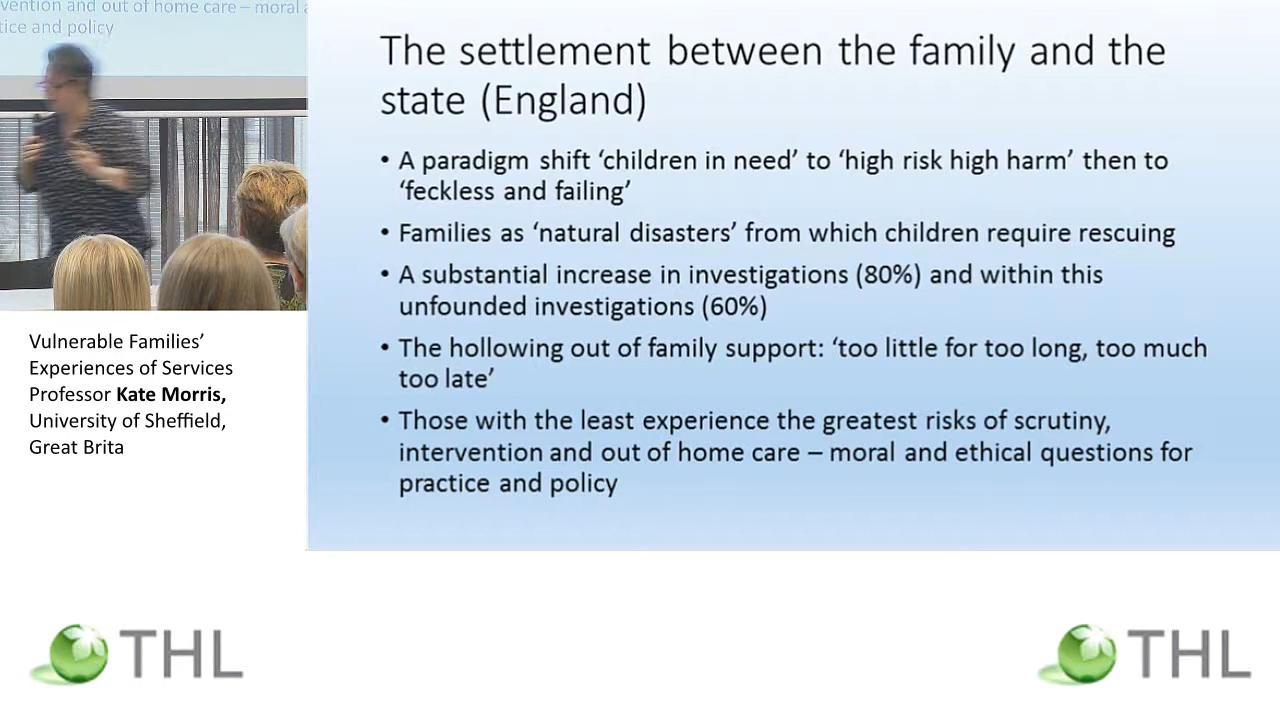 vention and out of home care – moral
tice and policy
The settlement between the family and the
state (England)
• A paradigm shift ‘children in need’ to ‘high risk high harm’ then to
‘feckless and failing’
• Families as ‘natural disasters’ from which children require rescuing
• A substantial increase in investigations (80%) and within this
unfounded investigations (60%)
• The hollowing out of family support: ‘too little for too long, too much
too late’
• Those with the least experience the greatest risks of scrutiny,
intervention and out of home care – moral and ethical questions for
practice and policy
Vulnerable Families’
Experiences of Services
Professor Kate Morris,
University of Sheffield,
Great Brita
THL
THL